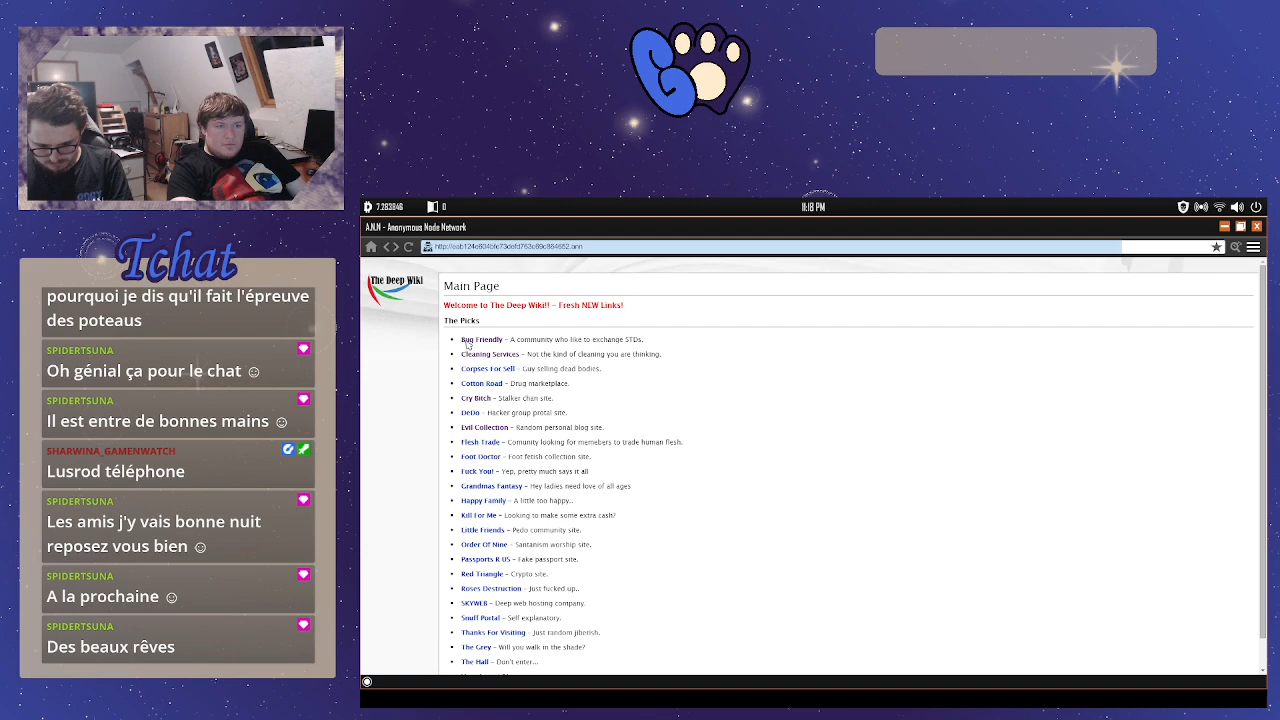 Tchat
pourquoi je dis qu'il fait l'épreuve
des poteaux
SPIDERTSUNA
Oh génial ça pour le chat ☺
SPIDERTSUNA
Il est entre de bonnes mains ☺
SHARWINA_GAMENWATCH
Lusrod téléphone
SPIDERTSUNA
Les amis j'y vais bonne nuit
reposez vous bien ☺
SPIDERTSUNA
A la prochaine ☺
SPIDERTSUNA
Des beaux rêves
7.283846
0
11:18 PM
A.N.N - Anonymous Node Network
The Deep Wiki
Main Page
Welcome to The Deep Wiki!! - Fresh NEW Links!
The Picks
Bug Friendly - A community who like to exchange STDs.
Cleaning Services - Not the kind of cleaning you are thinking.
Corpses For Sell - Guy selling dead bodies.
Cotton Road - Drug marketplace.
Cry Bitch - Stalker chan site.
DeDo - Hacker group protal site.
Evil Collection - Random personal blog site.
Flesh Trade - Comunity looking for memebers to trade human flesh.
Foot Doctor - Foot fetish collection site.
Fuck You! - Yep, pretty much says it all
Grandmas Fantasy - Hey ladies need love of all ages
Happy Family - A little too happy..
Kill For Me - Looking to make some extra cash?
Little Friends - Pedo community site.
Order Of Nine - Santanism worship site.
Passports R US - Fake passport site.
Red Triangle - Crypto site.
Roses Destruction - Just fucked up..
SKYWEB - Deep web hosting company.
Snuff Portal - Self explanatory.
Thanks For Visiting - Just random jiberish.
The Grey - Will you walk in the shade?
The Hall - Don't enter...